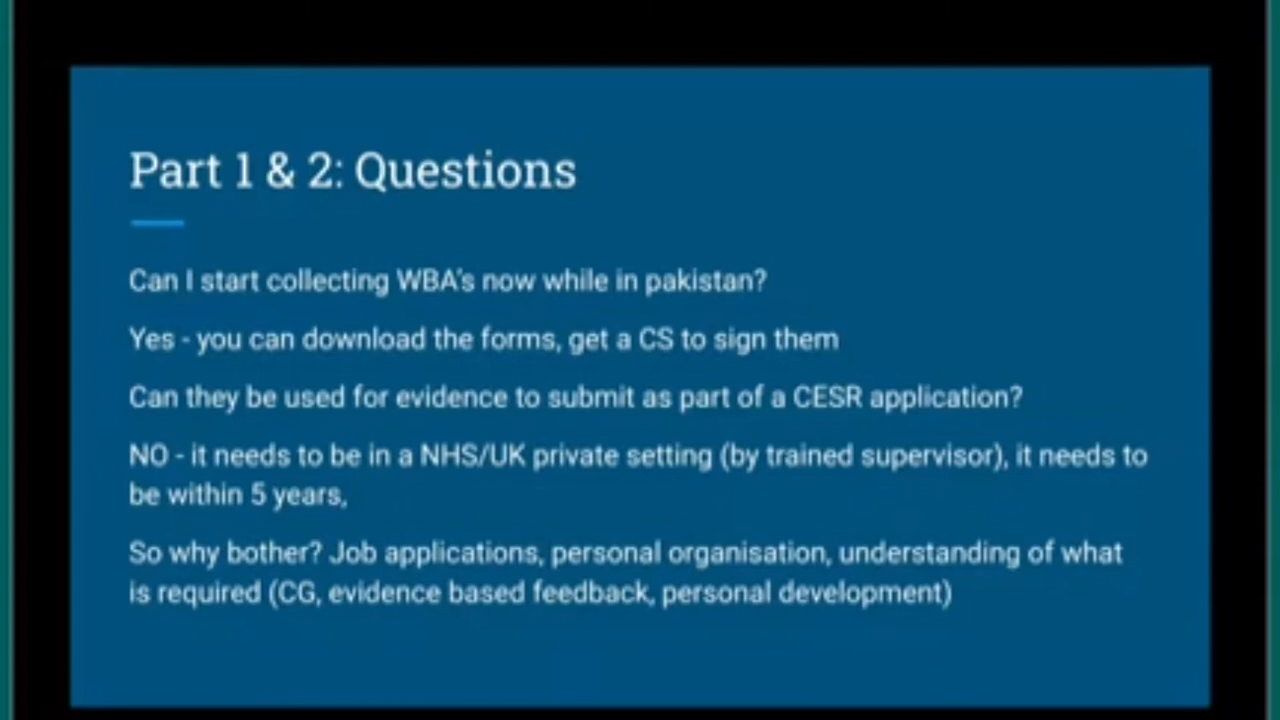 Part 1 & 2: Questions
Can I start collecting WBA's now while in pakistan?
Yes - you can download the forms, get a CS to sign them
Can they be used for evidence to submit as part of a CESR application?
NO - it needs to be in a NHS/UK private setting (by trained supervisor), it needs to
be within 5 years,
So why bother? Job applications, personal organisation, understanding of what
is required (CG, evidence based feedback, personal development)